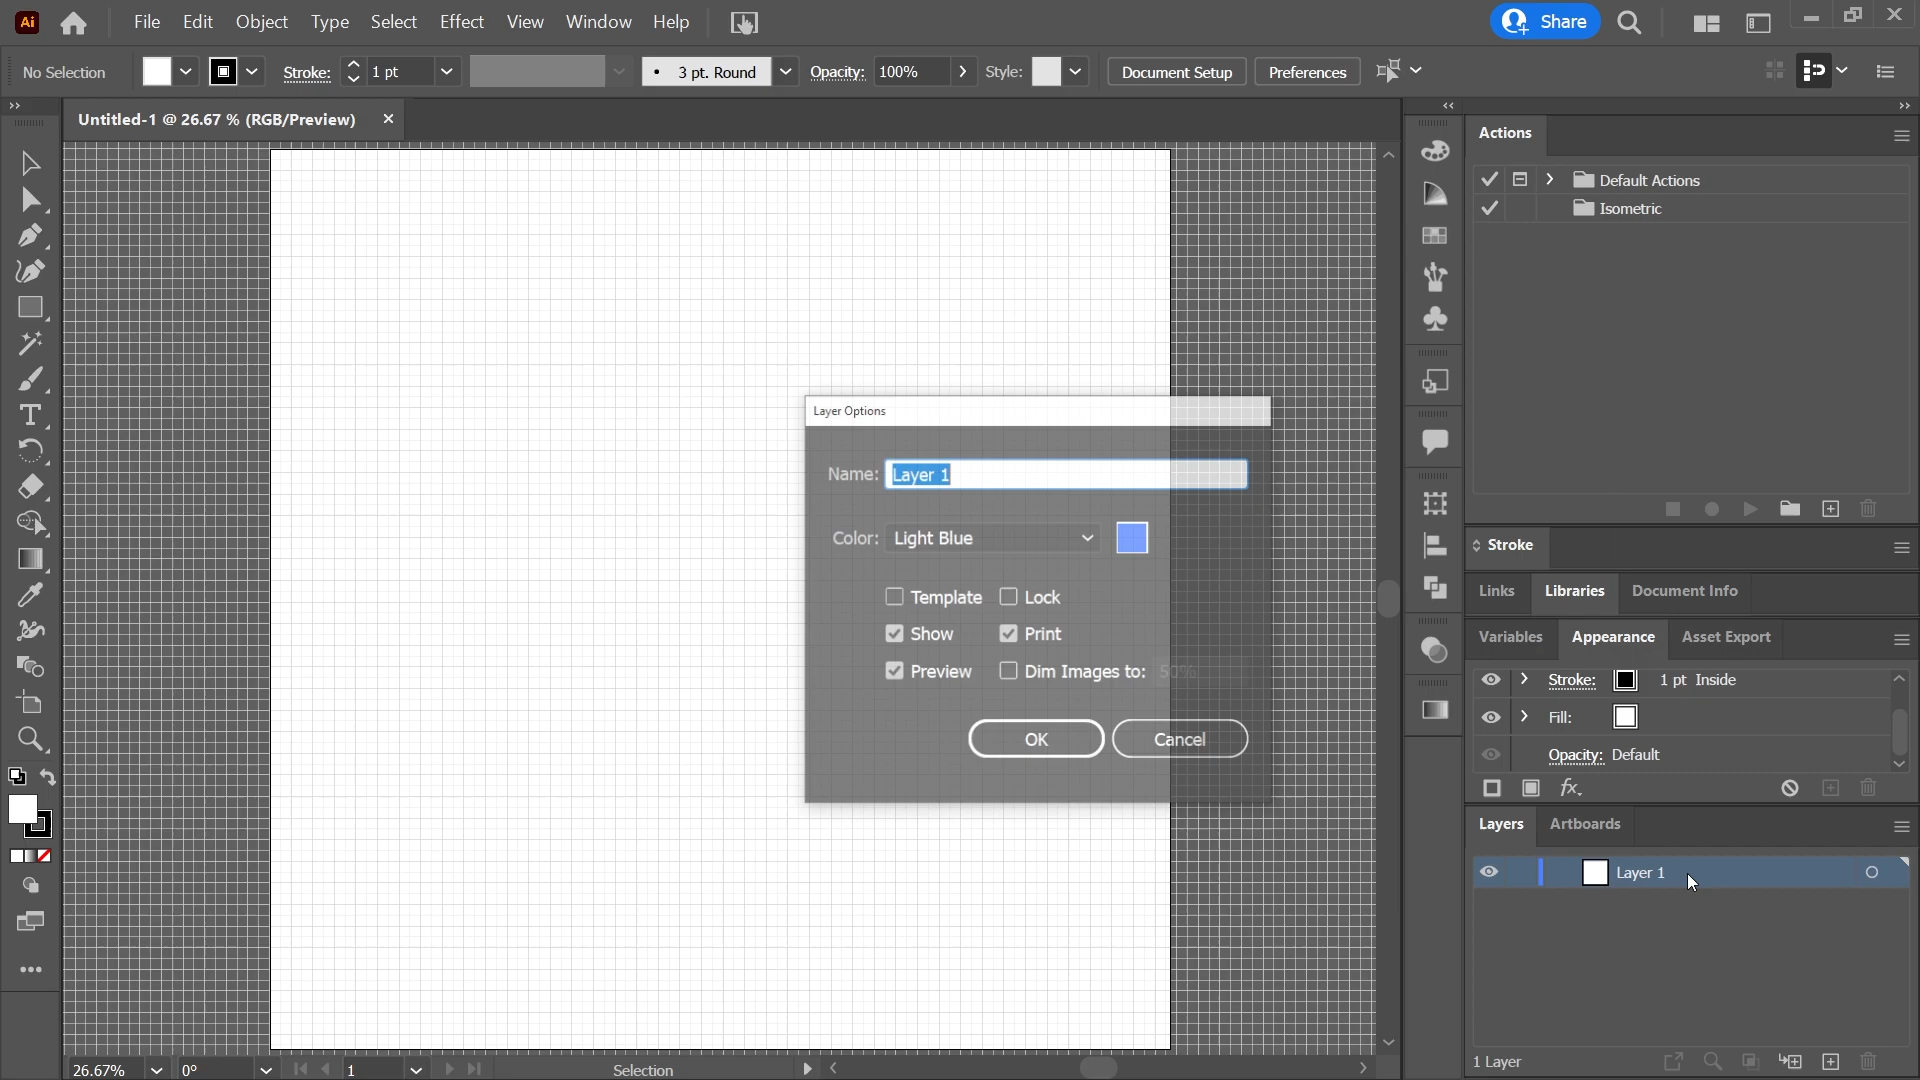 Ai File Edit Object Type Select Effect View Window Help Share
No Selection Stroke: 1 pt 3 pt. Round Opacity: 100% Style: Document Setup Preferences
Untitled-1 @ 26.67 % (RGB/Preview)
Actions
Default Actions
Isometric
Layer Options
Name: Layer 1
Color: Light Blue
Template Lock
Show Print
Preview Dim Images to: 50%
OK Cancel
Stroke
Links Libraries Document Info
Variables Appearance Asset Export
Stroke: 1 pt Inside
Fill:
Opacity: Default
fx
Layers Artboards
Layer 1
1 Layer
26.67% 0° 1 Selection